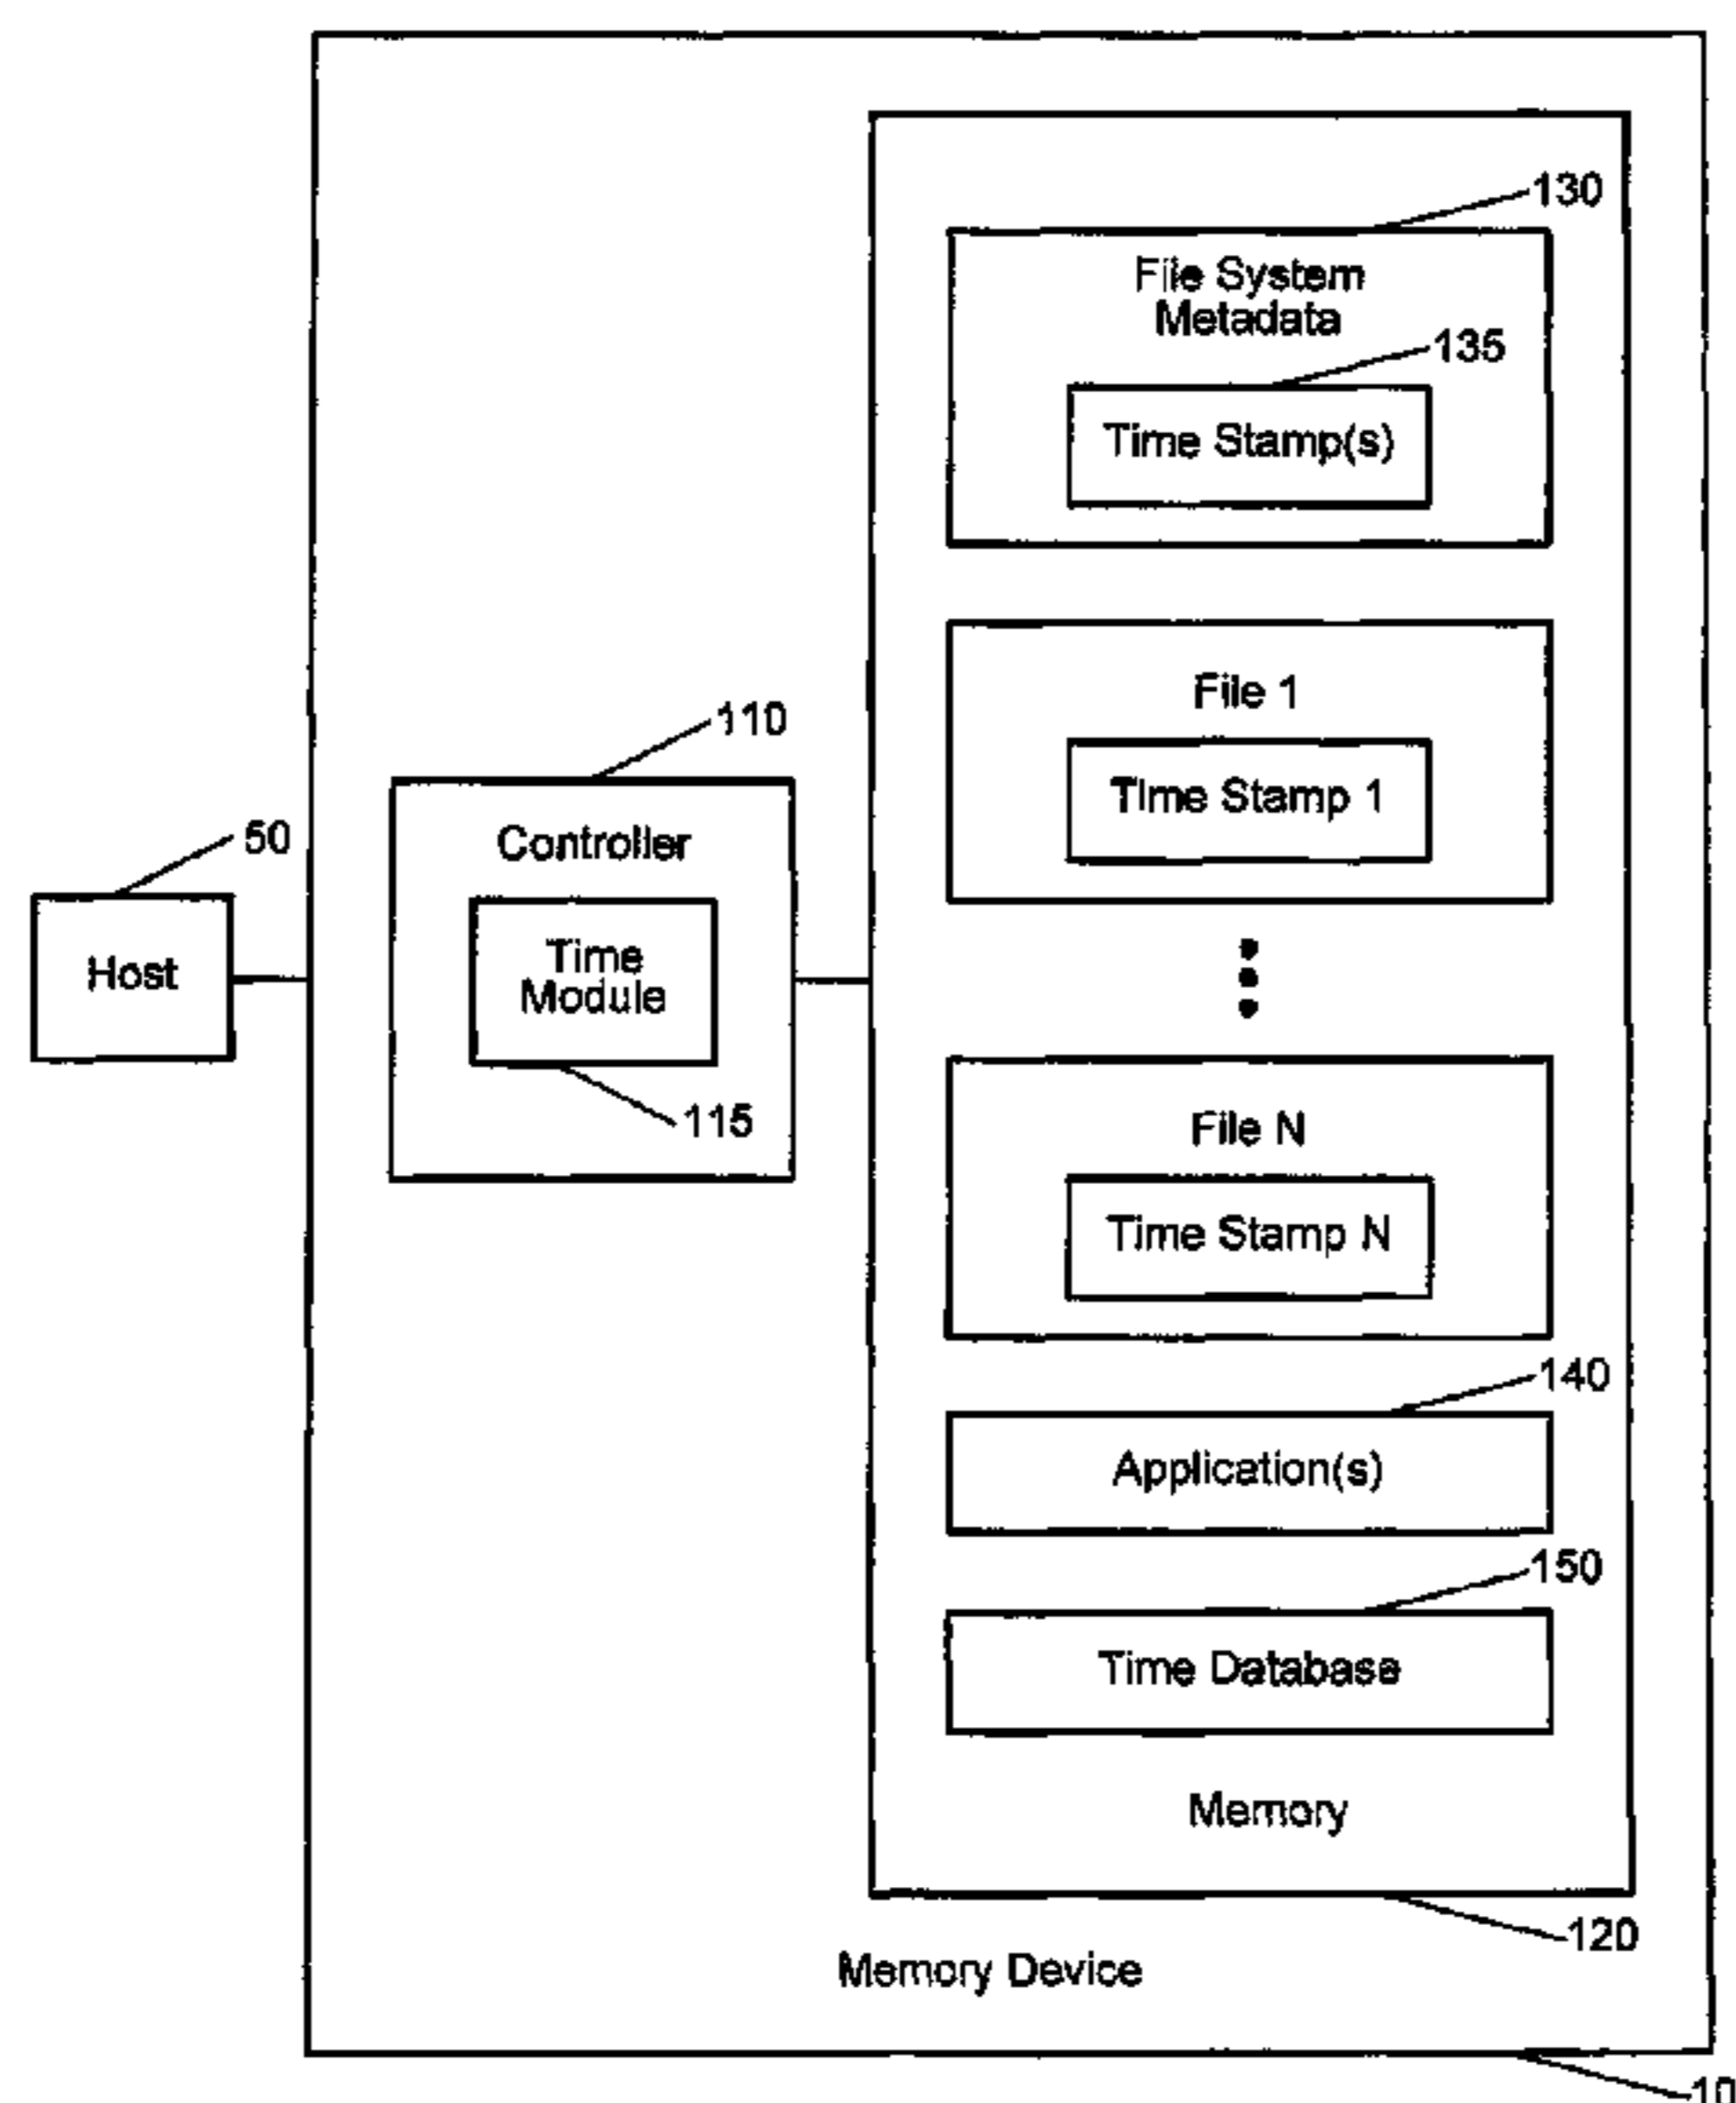 130
File System
Metadata
135
Time Stamp(s)
File 1
Time Stamp 1
110
Controller
Time
Module
115
50
Host
File N
Time Stamp N
140
Application(s)
150
Time Database
Memory
120
Memory Device
10